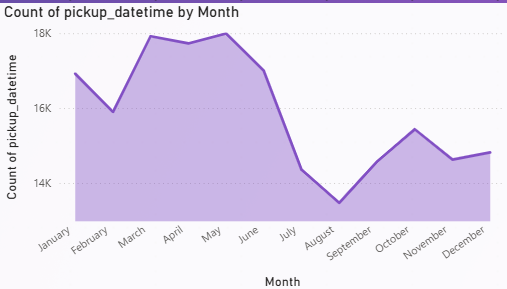 Count of pickup_datetime by Month
Count of pickup_datetime
18K
16K
14K
January
February
March
April
May
June
July
August
September
October
November
December
Month